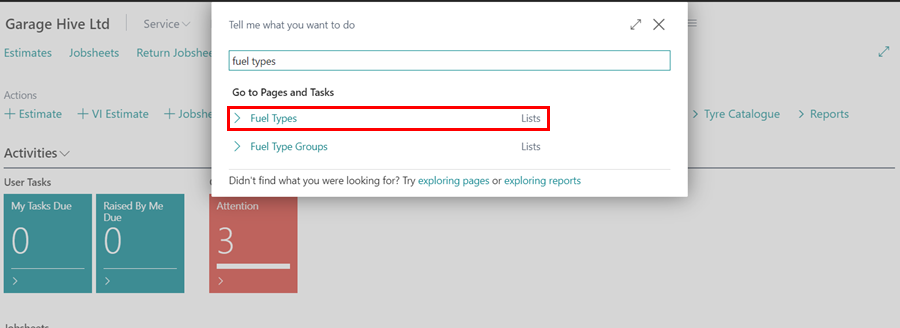 Garage Hive Ltd
Service
Tell me what you want to do
Estimates Jobsheets Return Jobsheets
fuel types
Go to Pages and Tasks
Fuel Types Lists
Fuel Type Groups Lists
Didn't find what you were looking for? Try exploring pages or exploring reports
Actions
+ Estimate + VI Estimate + Jobshe
Tyre Catalogue Reports
Activities
User Tasks
My Tasks Due
0
Raised By Me Due
0
Attention
3
Jobsheets